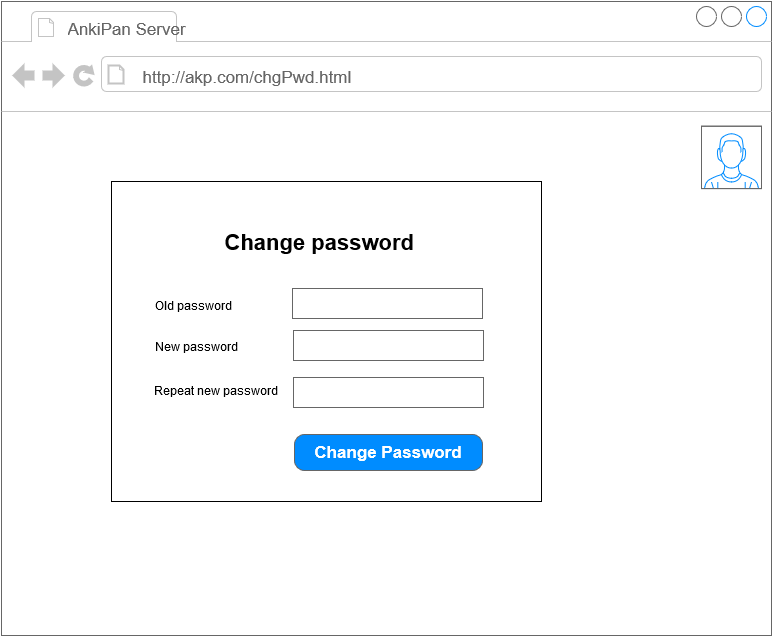 AnkiPan Server
http://akp.com/chgPwd.html
Change password
Old password
New password
Repeat new password
Change Password